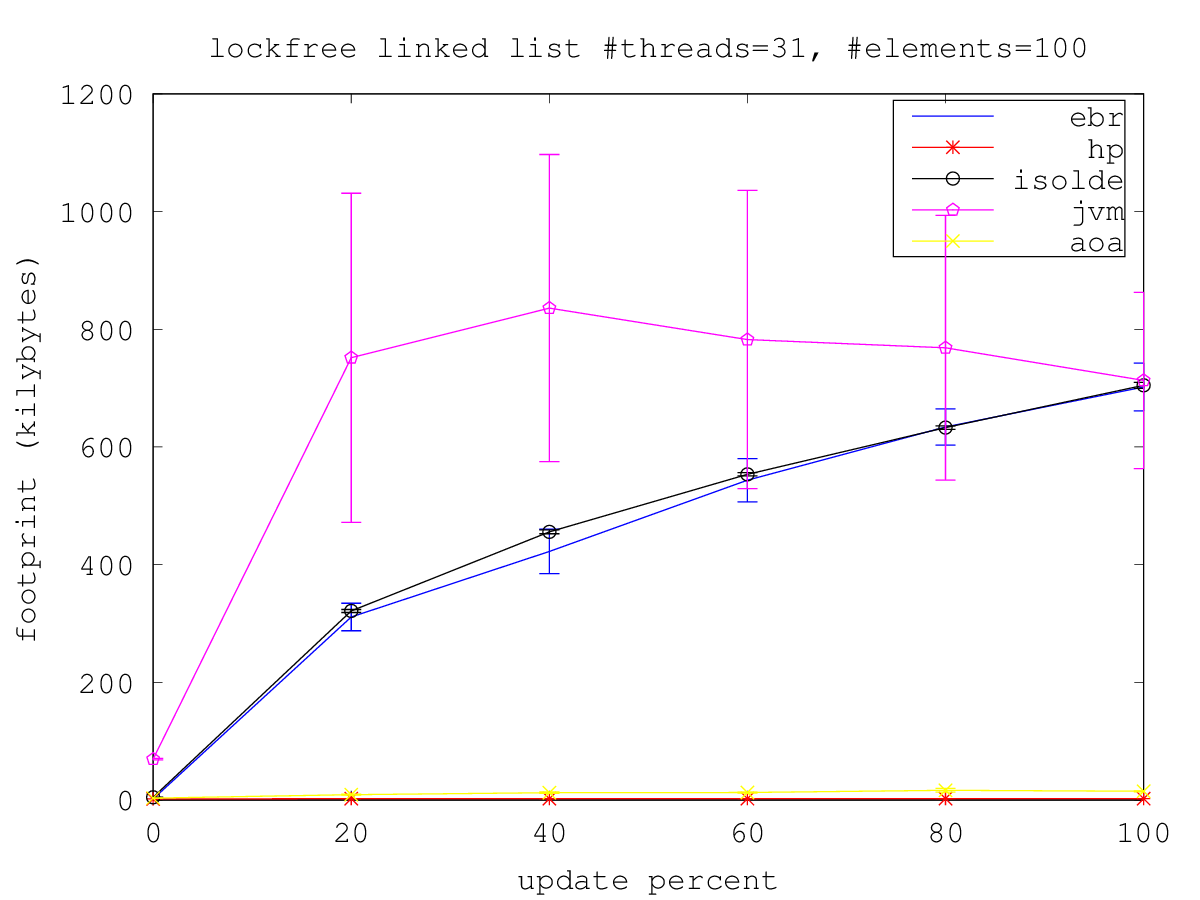 lockfree linked list #threads=31, #elements=100
1200
1000
800
600
400
200
0
footprint (kilybytes)
ebr
hp
isolde
jvm
aoa
0 20 40 60 80 100
update percent